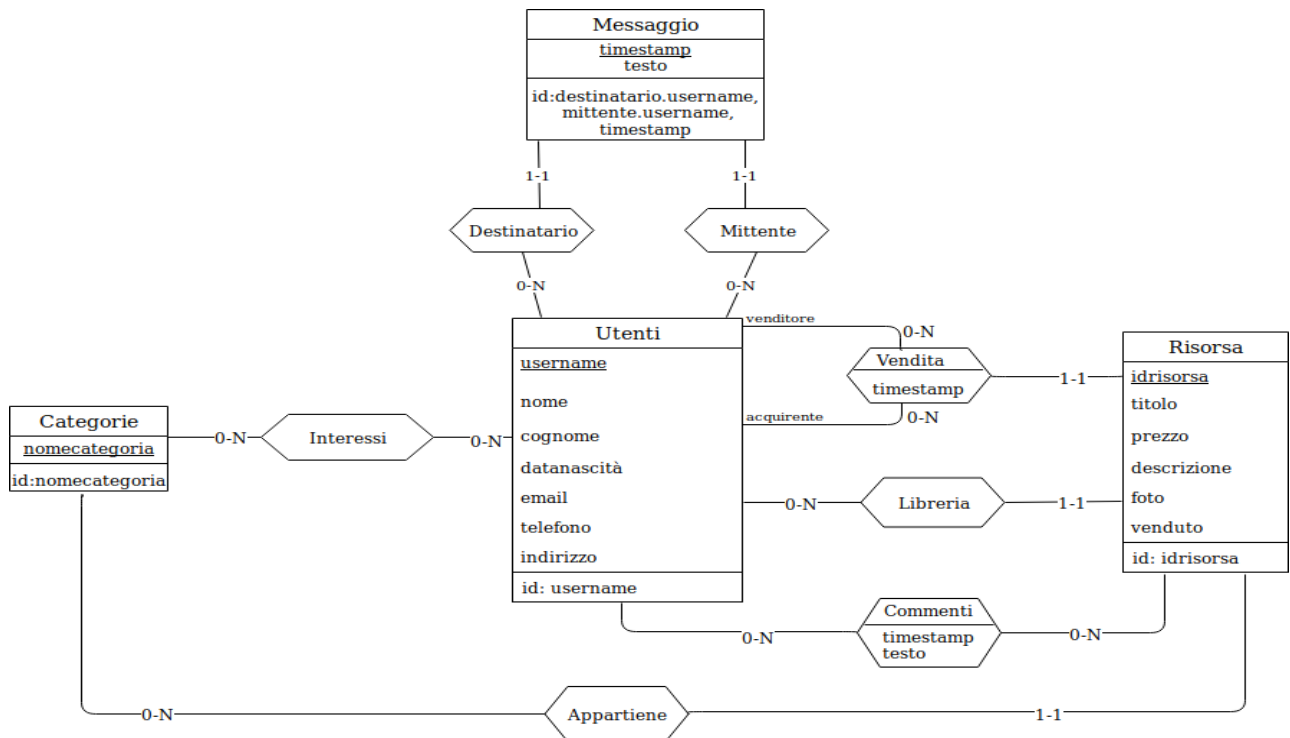 Messaggio
timestamp
testo
id:destinatario.username,
mittente.username,
timestamp
1-1
1-1
Destinatario
Mittente
0-N
0-N
Utenti
username
nome
cognome
datanascità
email
telefono
indirizzo
id: username
venditore
0-N
Vendita
timestamp
1-1
acquirente
0-N
Risorsa
idrisorsa
titolo
prezzo
descrizione
foto
venduto
id: idrisorsa
Categorie
nomecategoria
id:nomecategoria
0-N
Interessi
0-N
0-N
Libreria
1-1
0-N
Commenti
timestamp
testo
0-N
0-N
Appartiene
1-1